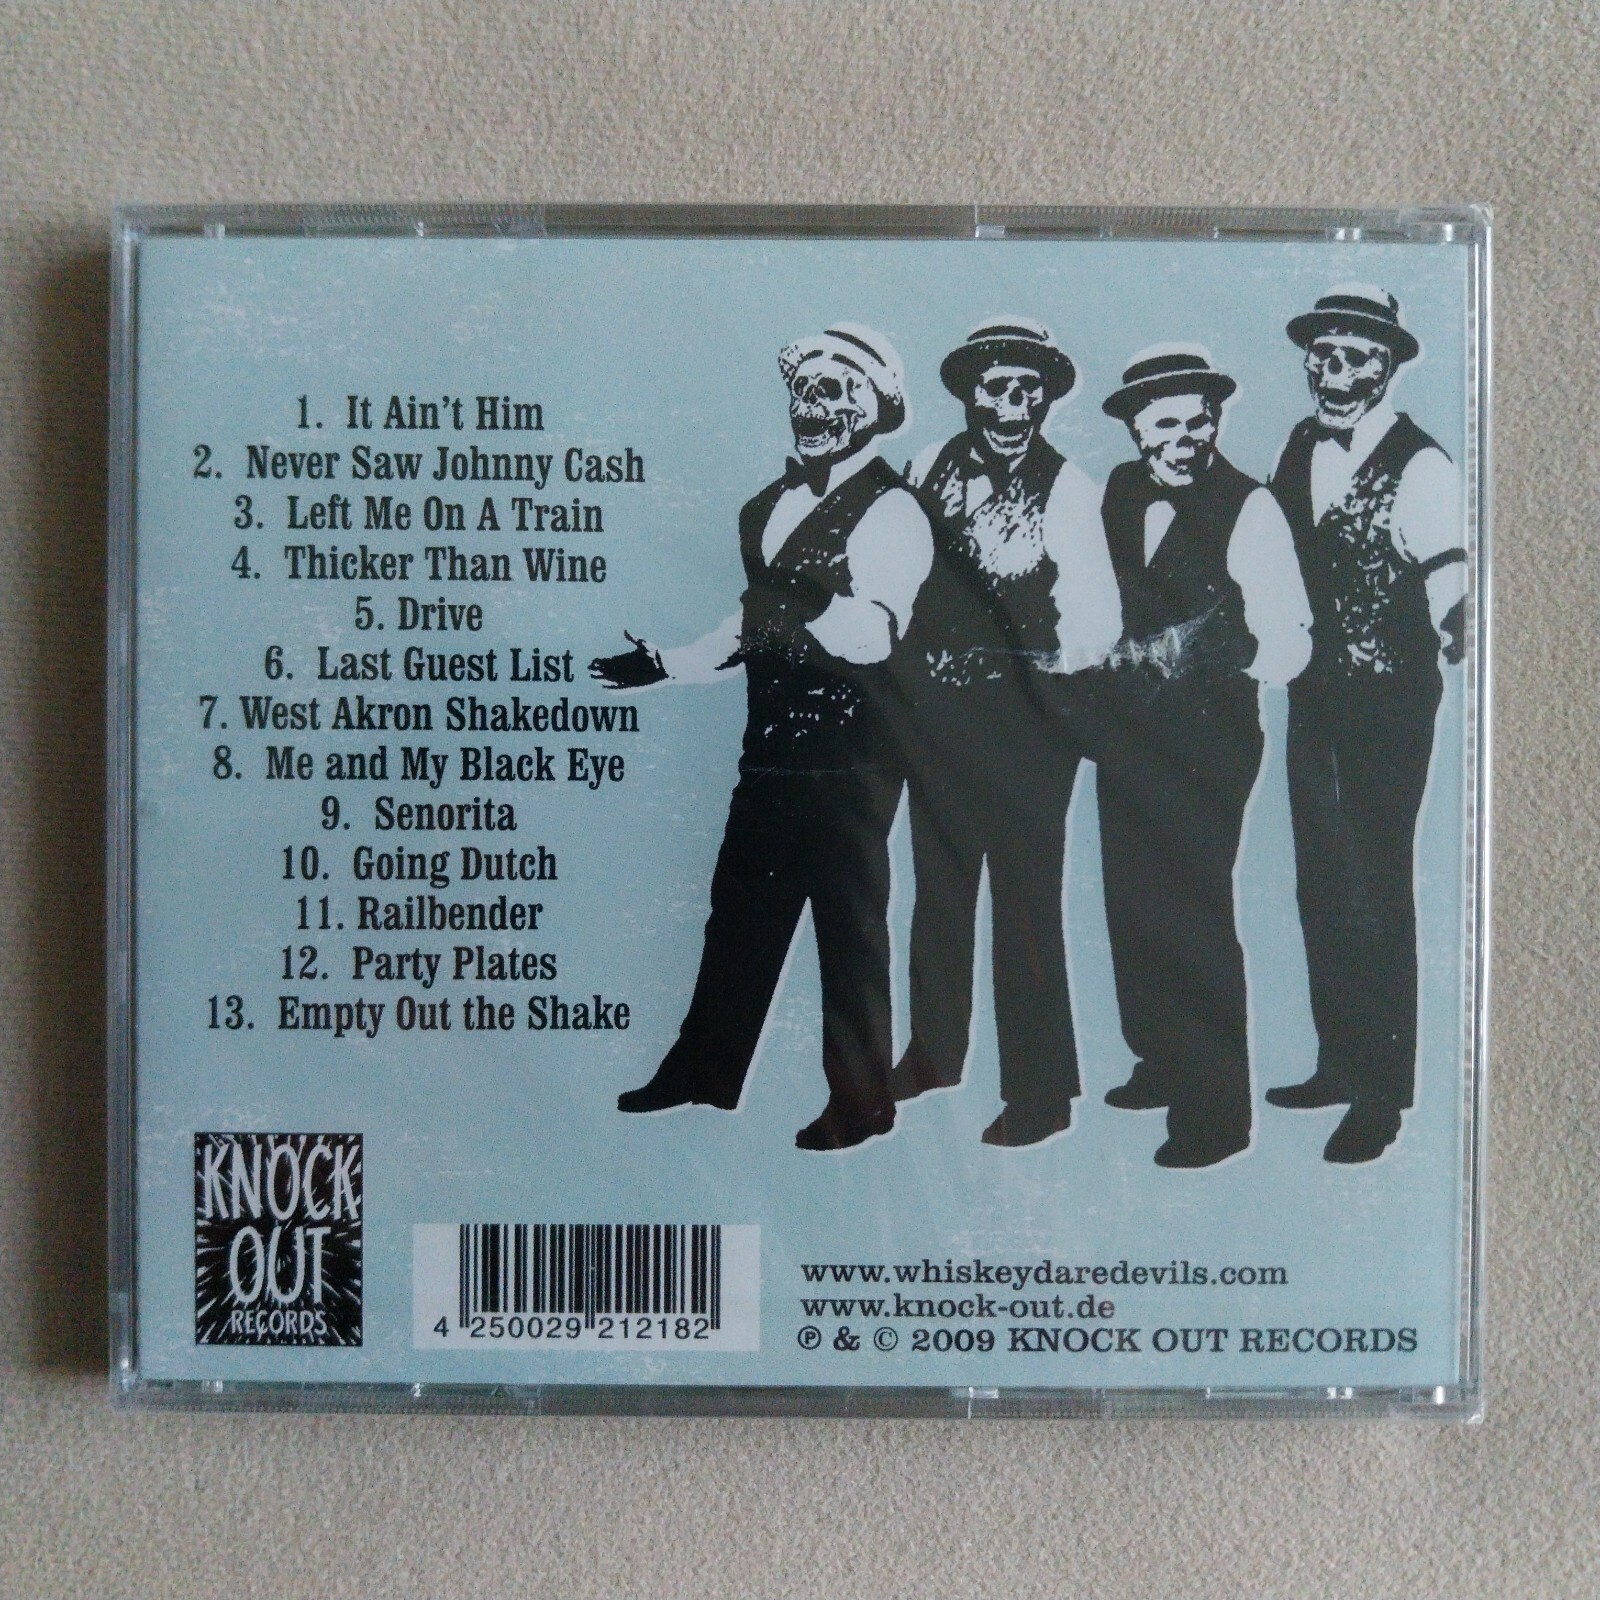 1. It Ain't Him
2. Never Saw Johnny Cash
3. Left Me On A Train
4. Thicker Than Wine
5. Drive
6. Last Guest List
7. West Akron Shakedown
8. Me and My Black Eye
9. Senorita
10. Going Dutch
11. Railbender
12. Party Plates
13. Empty Out the Shake
KNOCK
OUT
RECORDS
4 250029 212182
www.whiskeydaredevils.com
www.knock-out.de
℗ & © 2009 KNOCK OUT RECORDS